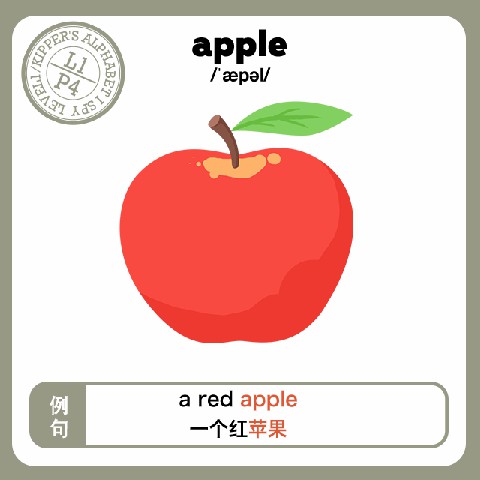 KIPPER'S ALPHABET I SPY
LEVEL1/
L1
P4
apple
/ˈæpəl/
例句
a red apple
一个红苹果